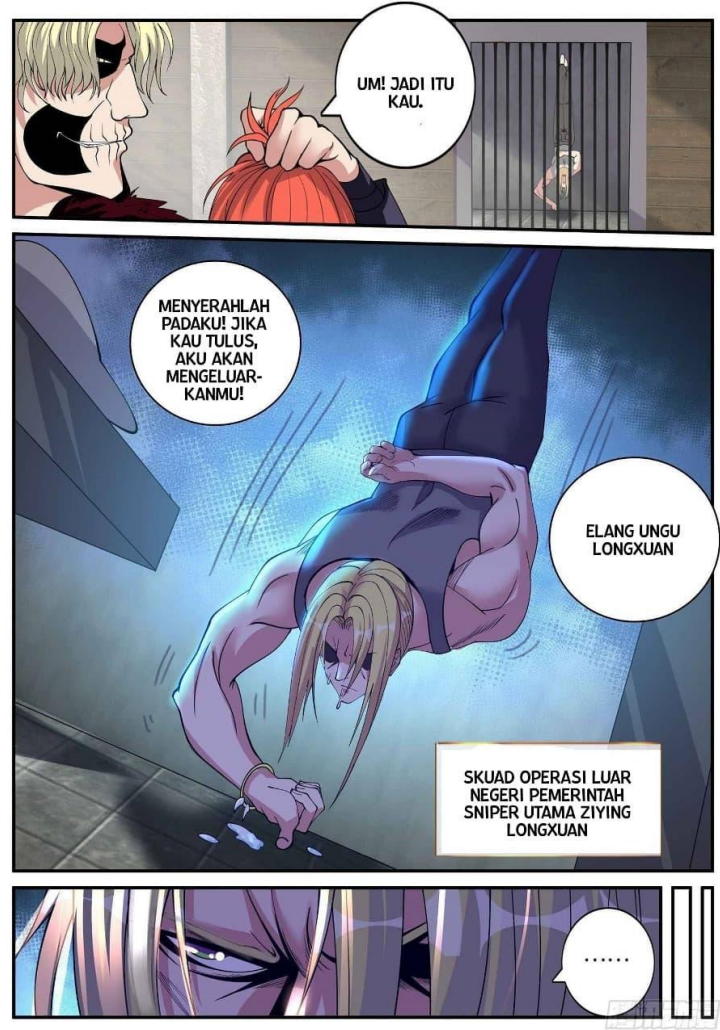 UM! JADI ITU
KAU.
MENYERAHLAH
PADAKU! JIKA
KAU TULUS,
AKU AKAN
MENGELUAR-
KANMU!
ELANG UNGU
LONGXUAN
SKUAD OPERASI LUAR
NEGERI PEMERINTAH
SNIPER UTAMA ZIYING
LONGXUAN
......